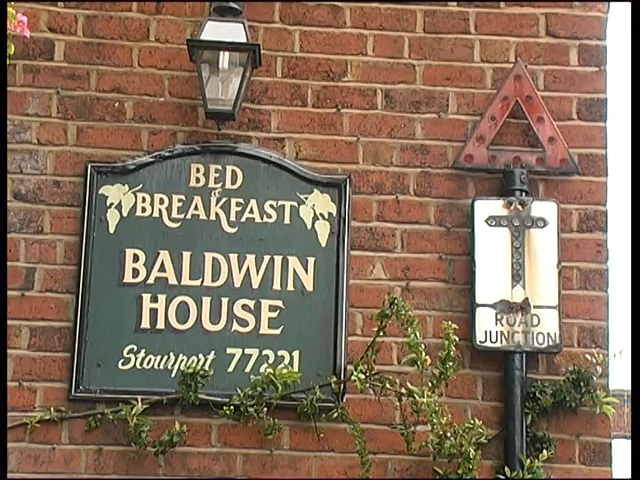 BED
&
BREAKFAST
BALDWIN
HOUSE
Stourport 77221
ROAD
JUNCTION